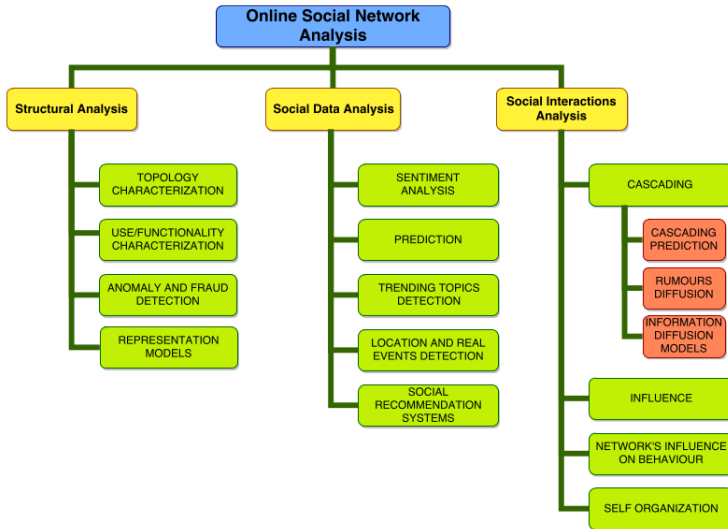 Online Social Network
Analysis
Structural Analysis
Social Data Analysis
Social Interactions
Analysis
TOPOLOGY
CHARACTERIZATION
USE/FUNCTIONALITY
CHARACTERIZATION
ANOMALY AND FRAUD
DETECTION
REPRESENTATION
MODELS
SENTIMENT
ANALYSIS
PREDICTION
TRENDING TOPICS
DETECTION
LOCATION AND REAL
EVENTS DETECTION
SOCIAL
RECOMMENDATION
SYSTEMS
CASCADING
CASCADING
PREDICTION
RUMOURS
DIFFUSION
INFORMATION
DIFFUSION
MODELS
INFLUENCE
NETWORK'S INFLUENCE
ON BEHAVIOUR
SELF ORGANIZATION